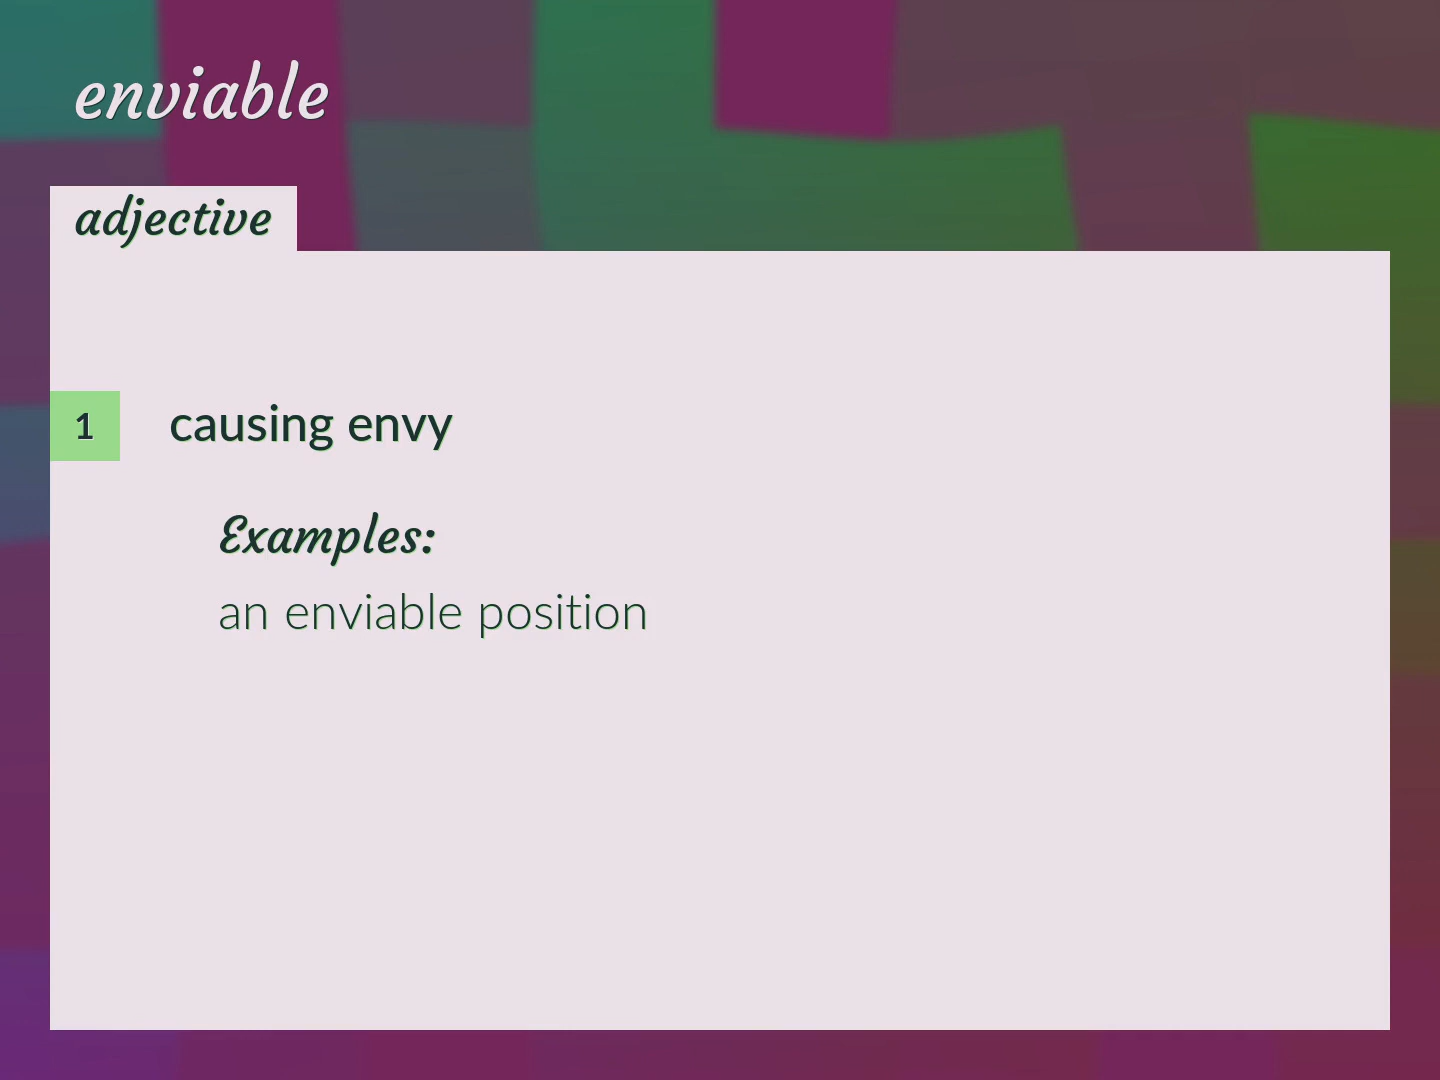 enviable
adjective
1 causing envy
Examples:
an enviable position